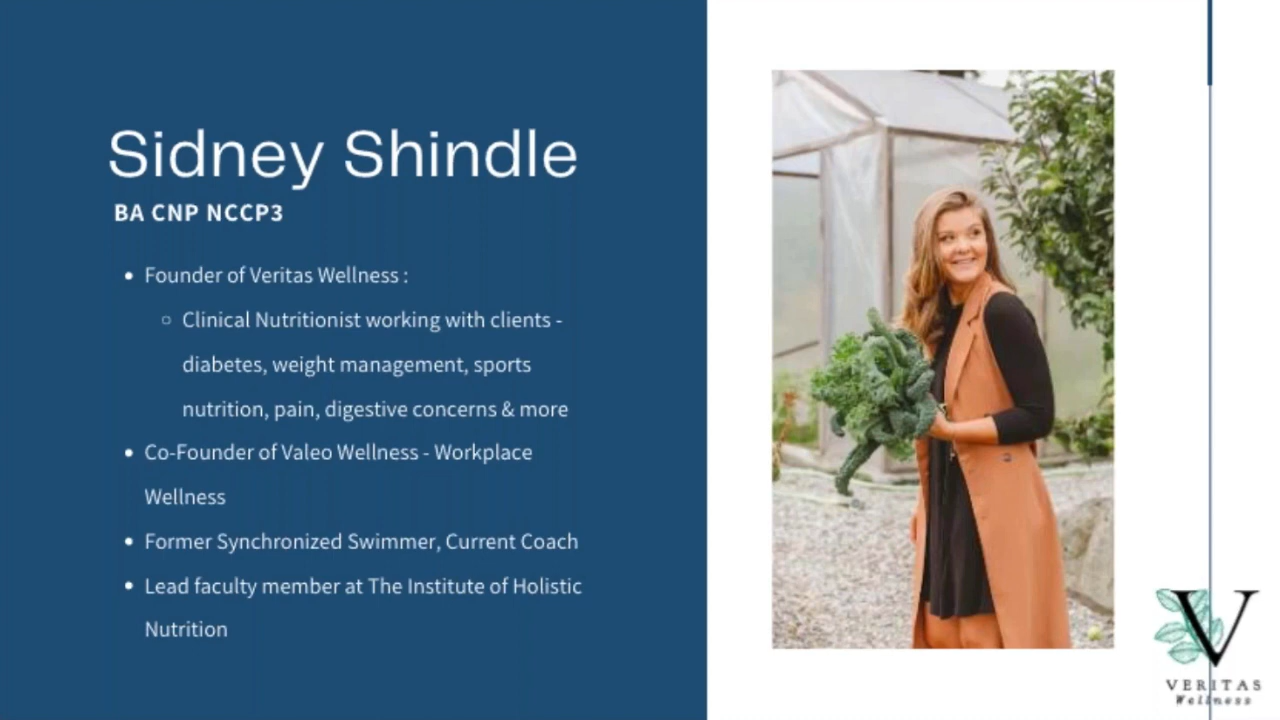 Sidney Shindle
BA CNP NCCP3
Founder of Veritas Wellness :
Clinical Nutritionist working with clients -
diabetes, weight management, sports
nutrition, pain, digestive concerns & more
Co-Founder of Valeo Wellness - Workplace
Wellness
Former Synchronized Swimmer, Current Coach
Lead faculty member at The Institute of Holistic
Nutrition
V
VERITAS
Wellness